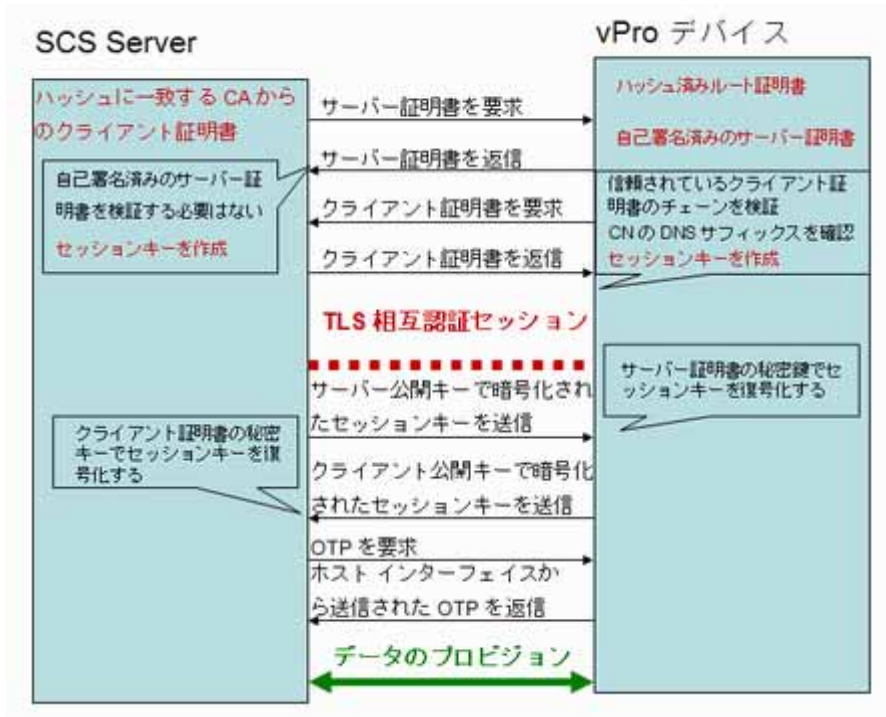 SCS Server
vPro デバイス
ハッシュに一致する CA から
のクライアント証明書
ハッシュ済みルート証明書
自己署名済みのサーバー証明書
サーバー証明書を要求
サーバー証明書を返信
自己署名済みのサーバー証
明書を検証する必要はない
セッションキーを作成
クライアント証明書を要求
信頼されているクライアント証
明書のチェーンを検証
CN の DNS サフィックスを確認
セッションキーを作成
クライアント証明書を返信
TLS 相互認証セッション
サーバー証明書の秘密鍵でセ
ッションキーを復号化する
サーバー公開キーで暗号化され
たセッションキーを送信
クライアント証明書の秘密
キーでセッションキーを復
号化する
クライアント公開キーで暗号化
されたセッションキーを送信
OTP を要求
ホスト インターフェイスか
ら送信された OTP を返信
データのプロビジョン